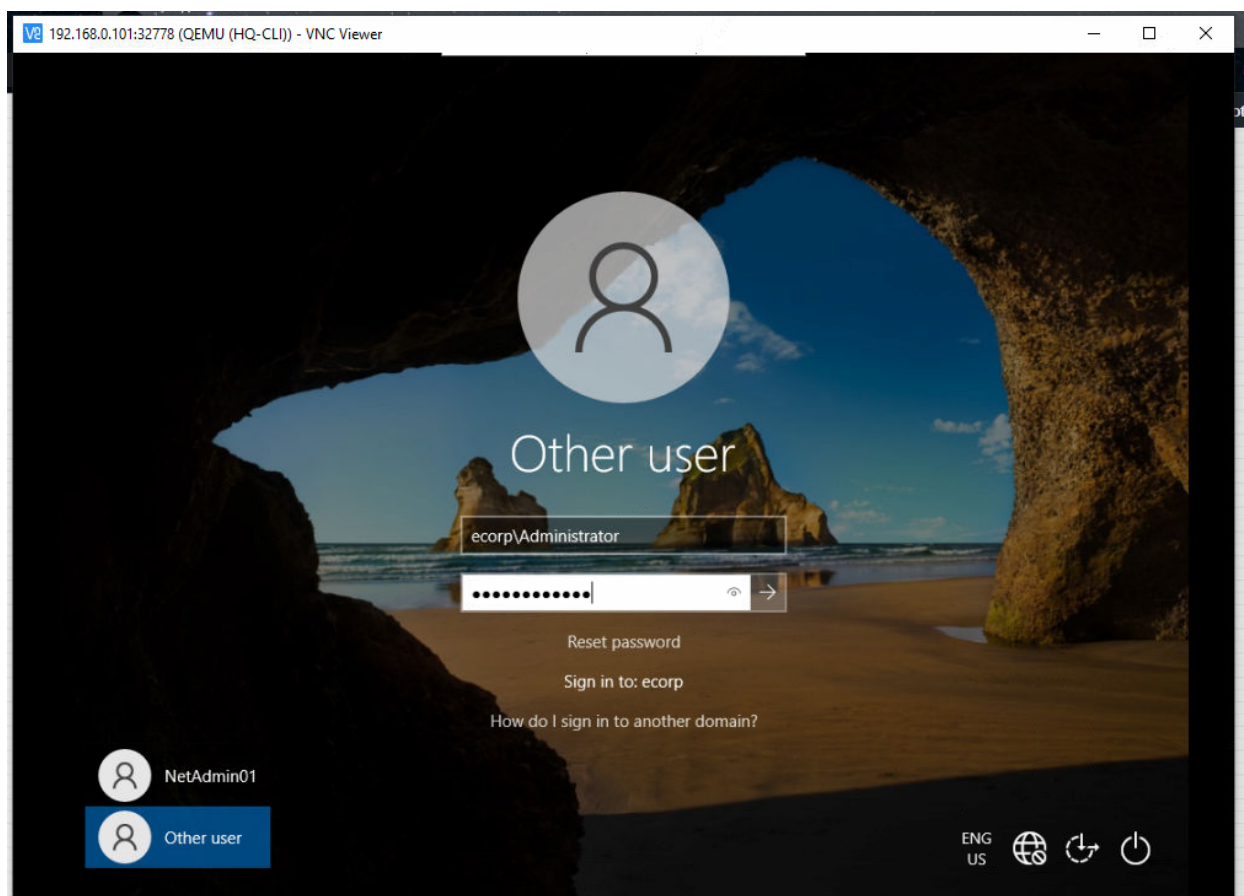 192.168.0.101:32778 (QEMU (HQ-CLI)) - VNC Viewer
Other user
ecorp\Administrator
Reset password
Sign in to: ecorp
How do I sign in to another domain?
NetAdmin01
Other user
ENG
US